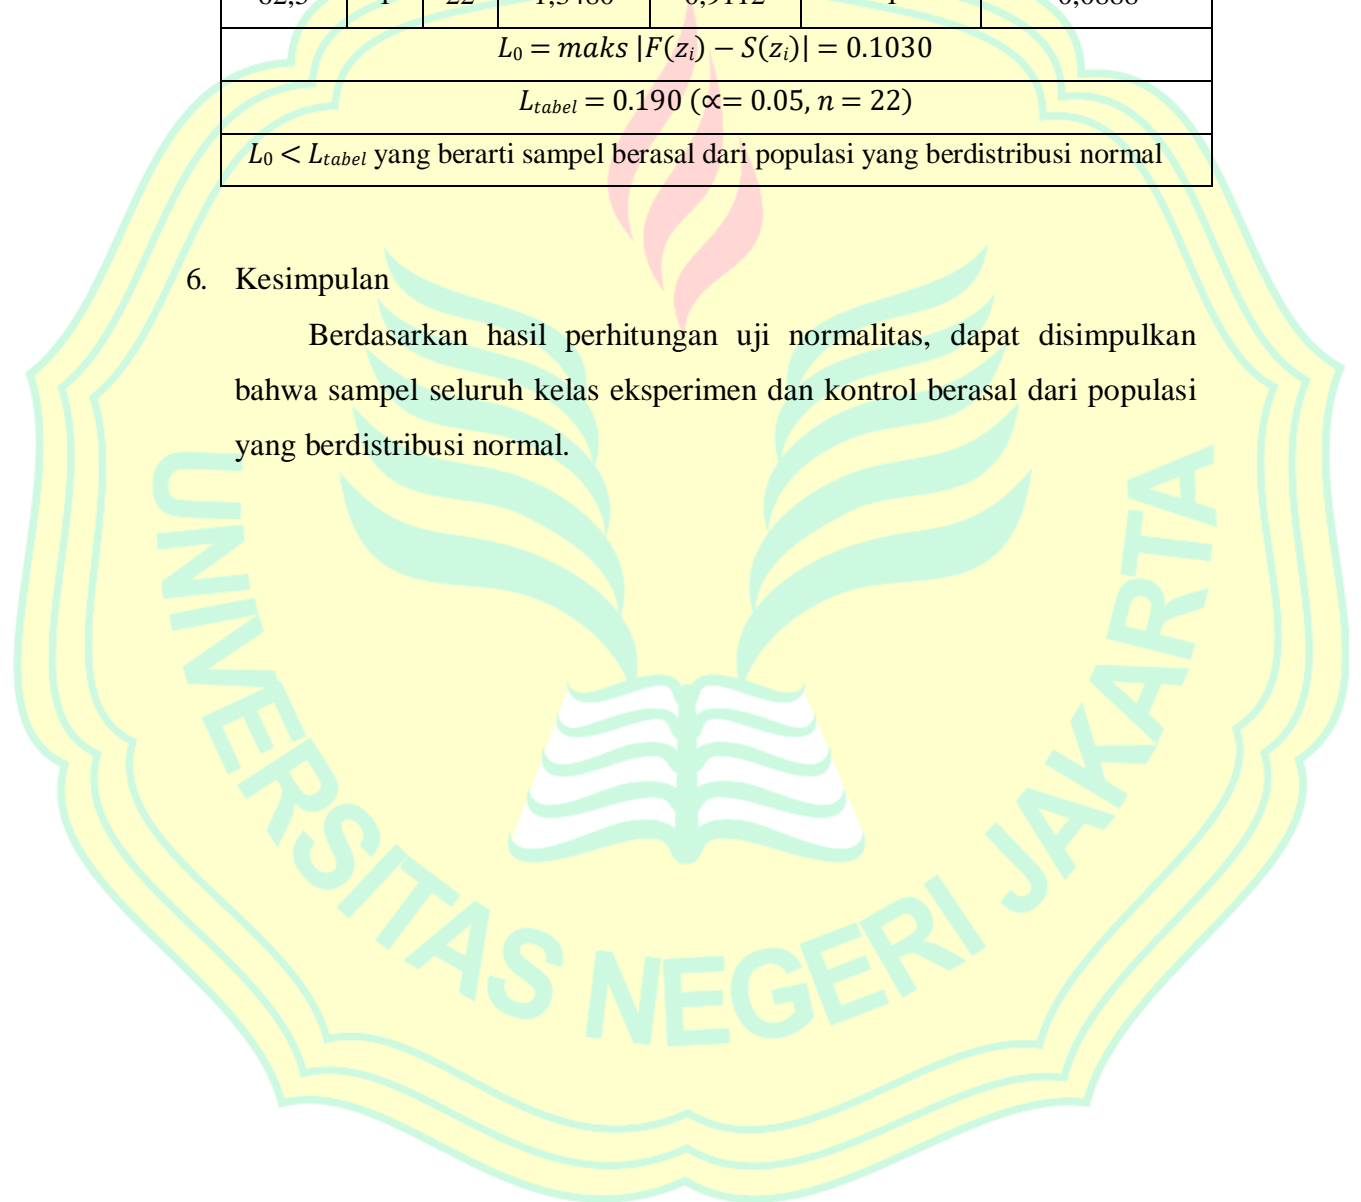 L₀ = maks |F(zᵢ) − S(zᵢ)| = 0.1030
Lₜₐbₑₗ = 0.190 (∝= 0.05, n = 22)
L₀ < Lₜₐbₑₗ yang berarti sampel berasal dari populasi yang berdistribusi normal
6. Kesimpulan
Berdasarkan hasil perhitungan uji normalitas, dapat disimpulkan
bahwa sampel seluruh kelas eksperimen dan kontrol berasal dari populasi
yang berdistribusi normal.
UNIVERSITAS NEGERI JAKARTA